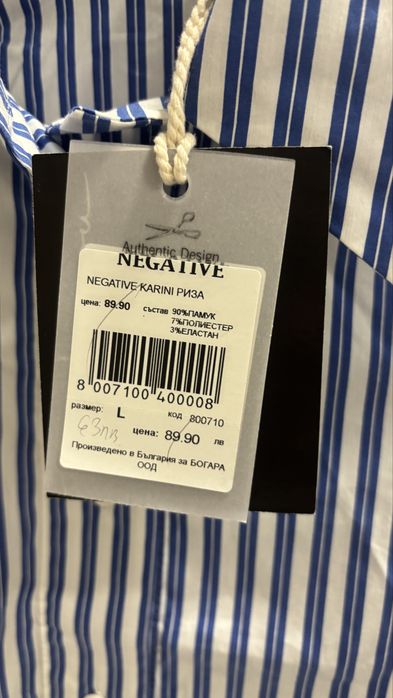 Authentic Design
NEGATIVE
NEGATIVE KARINI РИЗА
цена: 89.90 състав 90%ПАМУК
7%ПОЛИЕСТЕР
3%ЕЛАСТАН
8 007100 400008
размер: L код 800710
63лв цена: 89.90 лв
Произведено в България за БОГАРА
ООД